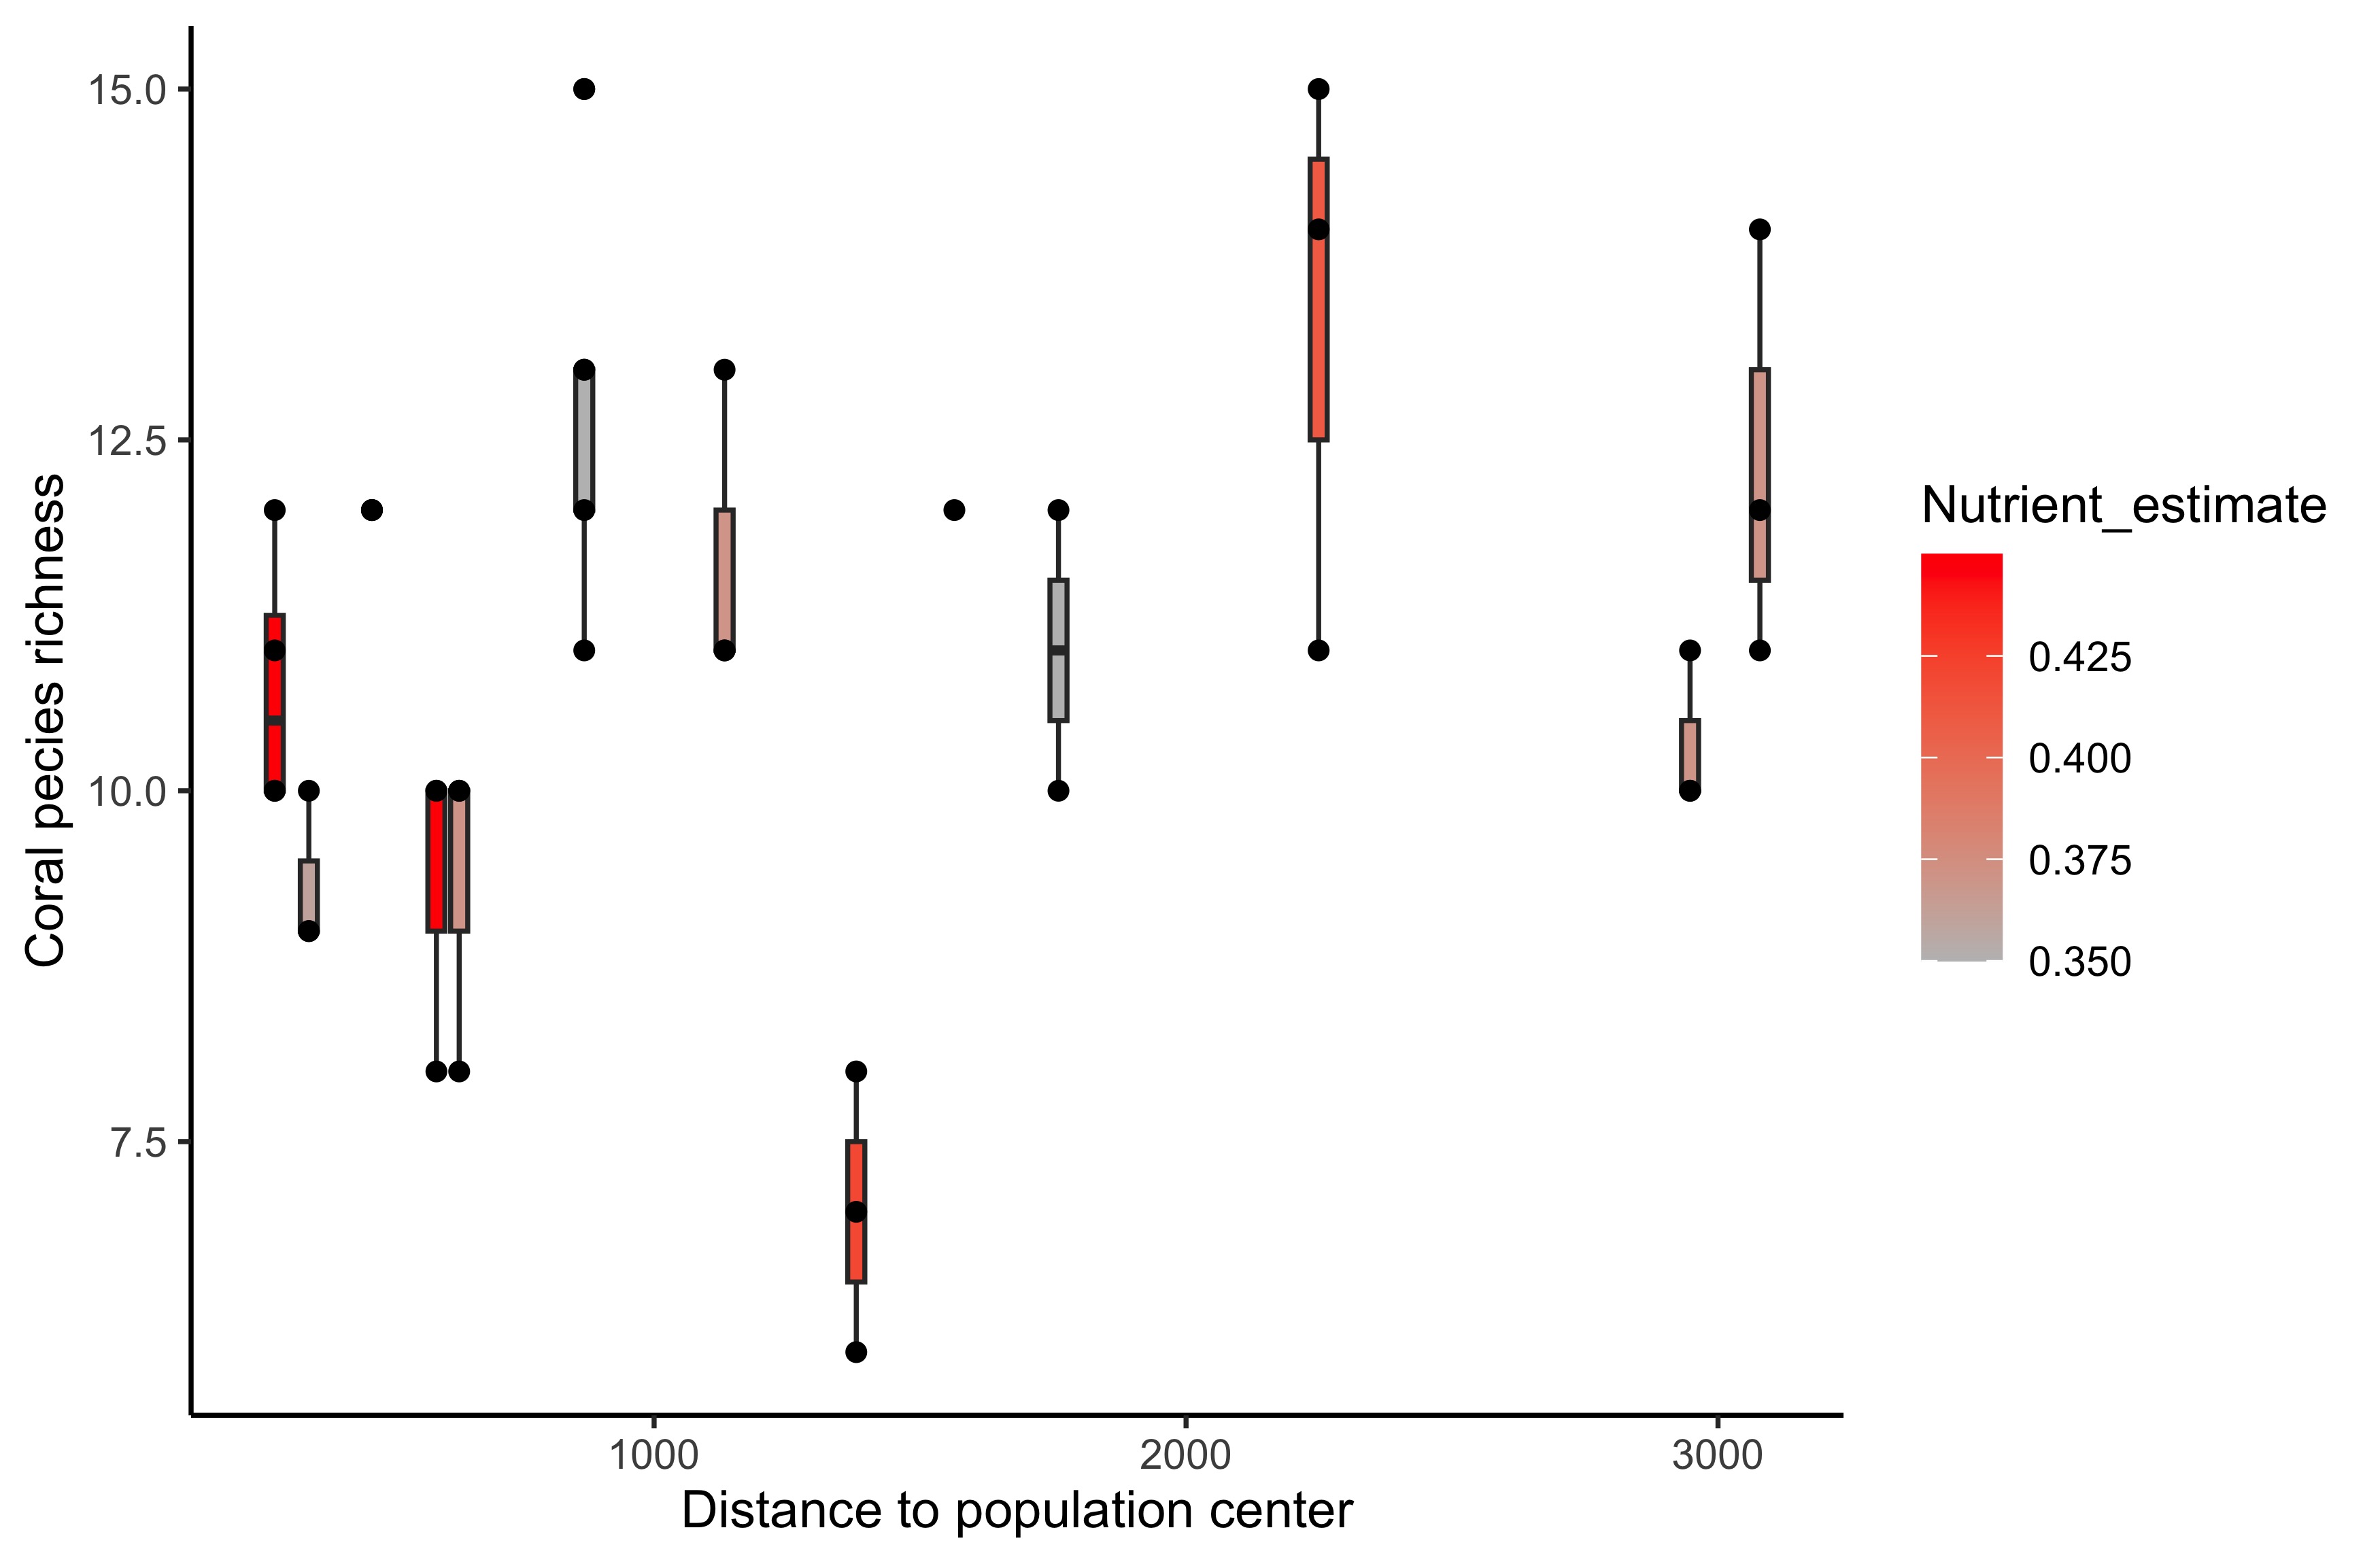 15.0
12.5
10.0
7.5
Coral pecies richness
1000 2000 3000
Distance to population center
Nutrient_estimate
0.425
0.400
0.375
0.350